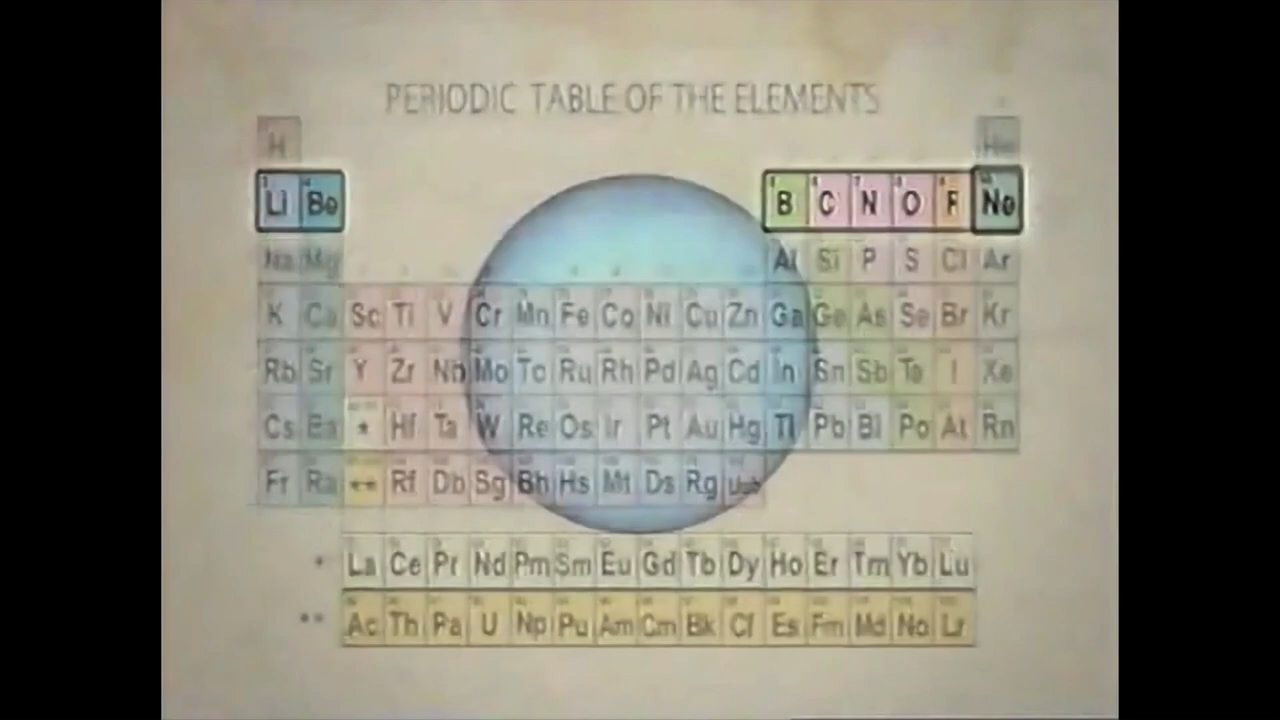 PERIODIC TABLE OF THE ELEMENTS
H He
Li Be B C N O F Ne
Na Mg Al Si P S Cl Ar
K Ca Sc Ti V Cr Mn Fe Co Ni Cu Zn Ga Ge As Se Br Kr
Rb Sr Y Zr Nb Mo Tc Ru Rh Pd Ag Cd In Sn Sb Te I Xe
Cs Ba * Hf Ta W Re Os Ir Pt Au Hg Tl Pb Bi Po At Rn
Fr Ra ** Rf Db Sg Bh Hs Mt Ds Rg Uub
* La Ce Pr Nd Pm Sm Eu Gd Tb Dy Ho Er Tm Yb Lu
** Ac Th Pa U Np Pu Am Cm Bk Cf Es Fm Md No Lr